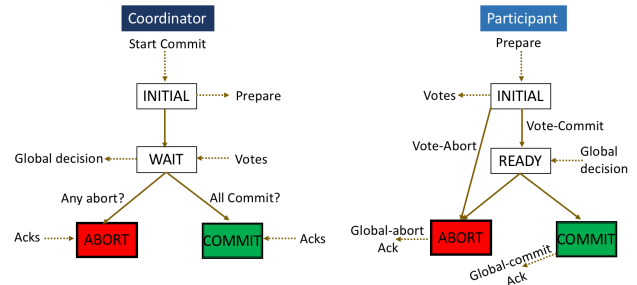 Coordinator
Start Commit
INITIAL
Prepare
Global decision
WAIT
Votes
Any abort?
All Commit?
Acks
ABORT
COMMIT
Acks
Participant
Prepare
Votes
INITIAL
Vote-Abort
Vote-Commit
READY
Global
decision
Global-abort
Ack
ABORT
COMMIT
Global-commit
Ack